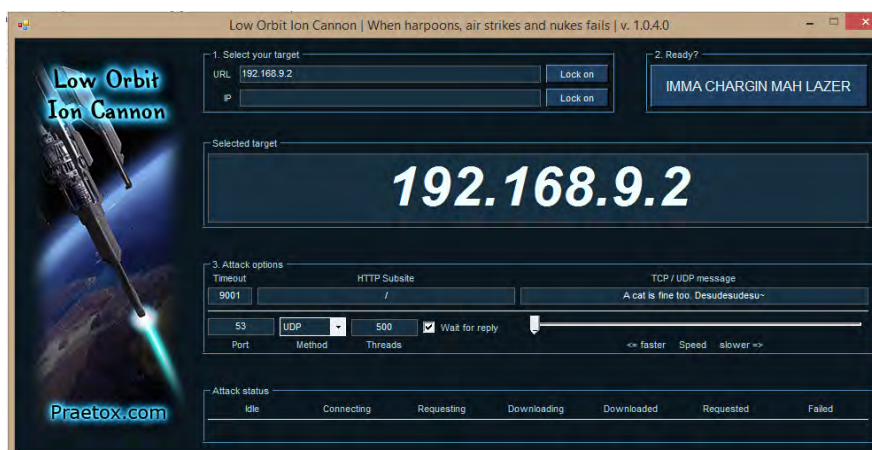 Low Orbit Ion Cannon | When harpoons, air strikes and nukes fails | v. 1.0.4.0
Low Orbit
Ion Cannon
1. Select your target
URL 192.168.9.2 Lock on
IP Lock on
2. Ready?
IMMA CHARGIN MAH LAZER
Selected target
192.168.9.2
3. Attack options
Timeout HTTP Subsite TCP / UDP message
9001 / A cat is fine too. Desudesudesu~
53 UDP 500 Wait for reply
Port Method Threads <= faster Speed slower =>
Attack status
Idle Connecting Requesting Downloading Downloaded Requested Failed
Praetox.com